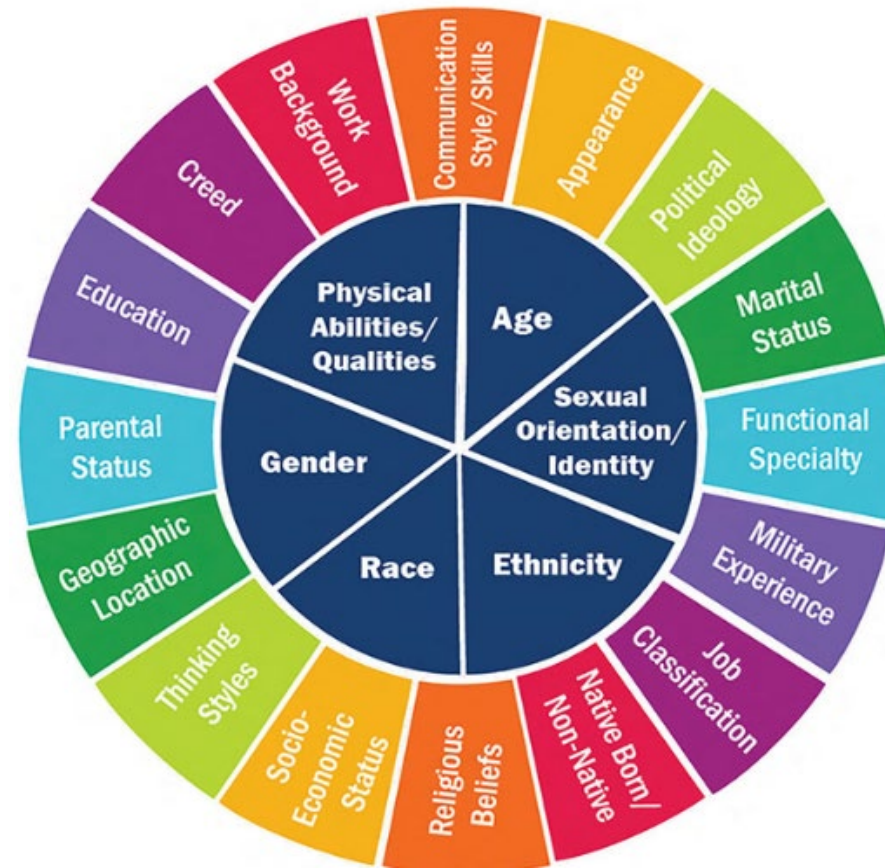 Communication
Style/Skills
Appearance
Political
Ideology
Marital
Status
Functional
Specialty
Military
Experience
Job
Classification
Native Born/
Non-Native
Religious
Beliefs
Socio-
Economic
Status
Thinking
Styles
Geographic
Location
Parental
Status
Education
Creed
Work
Background
Physical
Abilities/
Qualities
Age
Sexual
Orientation/
Identity
Ethnicity
Race
Gender